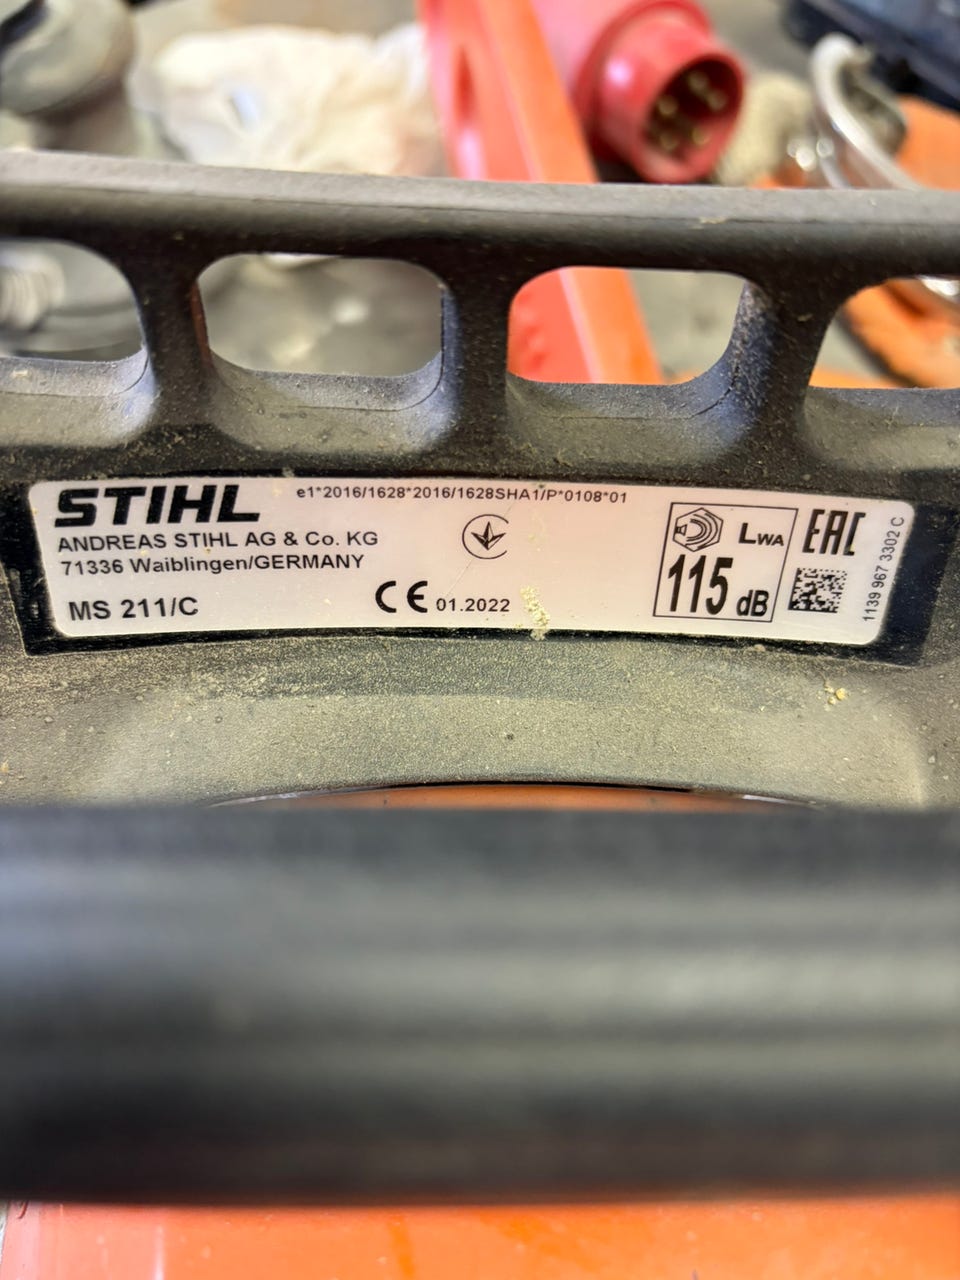 STIHL
e1*2016/1628*2016/1628SHA1/P*0108*01
ANDREAS STIHL AG & Co. KG
71336 Waiblingen/GERMANY
MS 211/C
CE 01.2022
LWA
115 dB
EAC
1139 967 3302 C